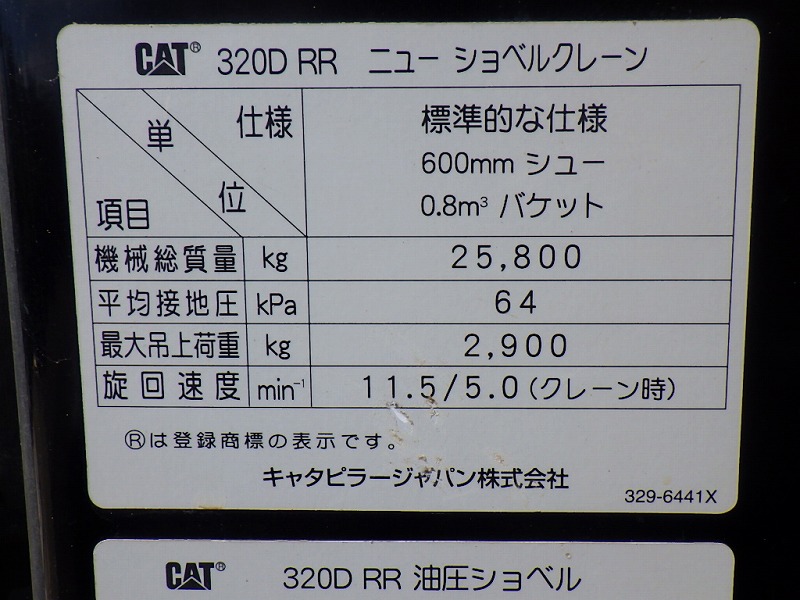 CAT® 320D RR ニュー ショベルクレーン
単位 仕様 項目 標準的な仕様
600mm シュー
0.8m³ バケット
機械総質量 kg 25,800
平均接地圧 kPa 64
最大吊上荷重 kg 2,900
旋回速度 min⁻¹ 11.5/5.0(クレーン時)
®は登録商標の表示です。
キャタピラージャパン株式会社
329-6441X
CAT® 320D RR 油圧ショベル